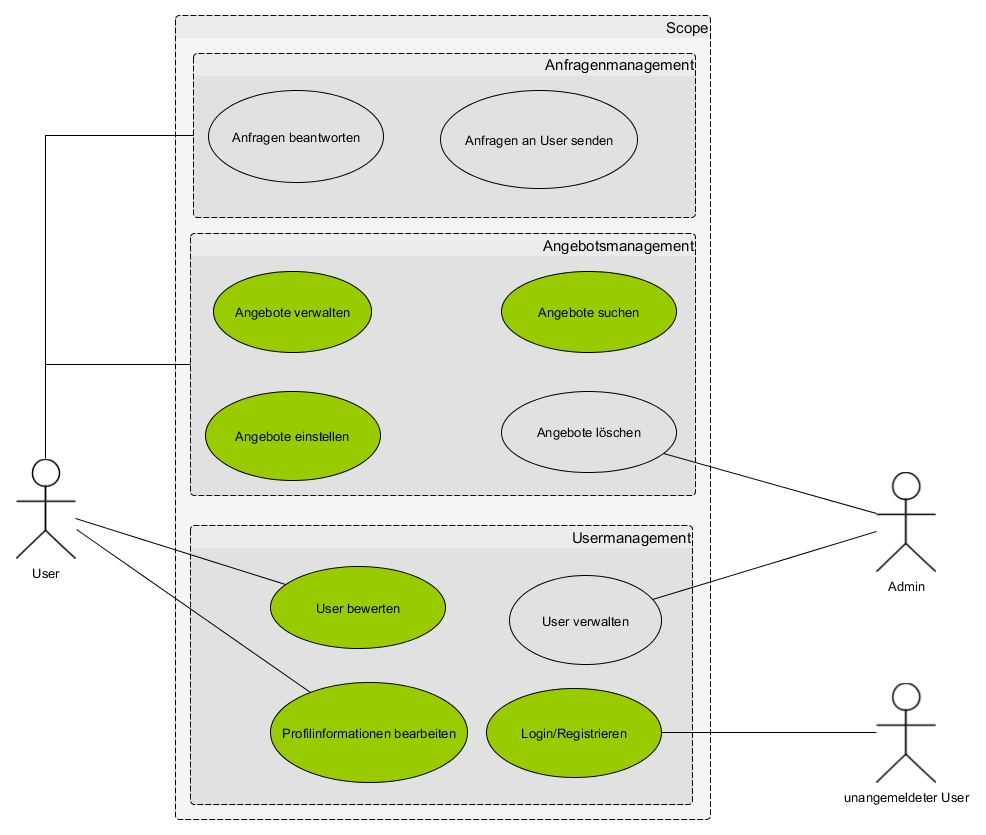 Scope
Anfragenmanagement
Anfragen beantworten
Anfragen an User senden
Angebotsmanagement
Angebote verwalten
Angebote suchen
Angebote einstellen
Angebote löschen
User
Usermanagement
Admin
User bewerten
User verwalten
Profilinformationen bearbeiten
Login/Registrieren
unangemeldeter User